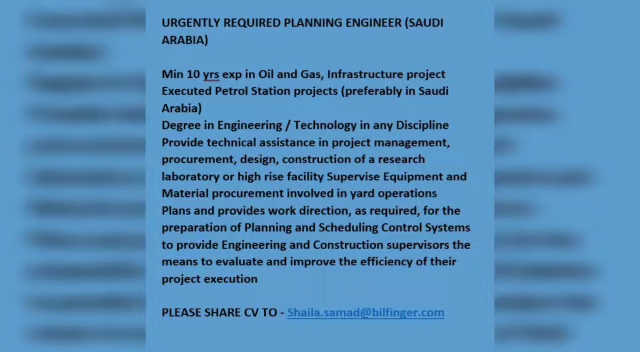 URGENTLY REQUIRED PLANNING ENGINEER (SAUDI
ARABIA)
Min 10 yrs exp in Oil and Gas, Infrastructure project
Executed Petrol Station projects (preferably in Saudi
Arabia)
Degree in Engineering / Technology in any Discipline
Provide technical assistance in project management,
procurement, design, construction of a research
laboratory or high rise facility Supervise Equipment and
Material procurement involved in yard operations
Plans and provides work direction, as required, for the
preparation of Planning and Scheduling Control Systems
to provide Engineering and Construction supervisors the
means to evaluate and improve the efficiency of their
project execution
PLEASE SHARE CV TO - Shaila.samad@bilfinger.com